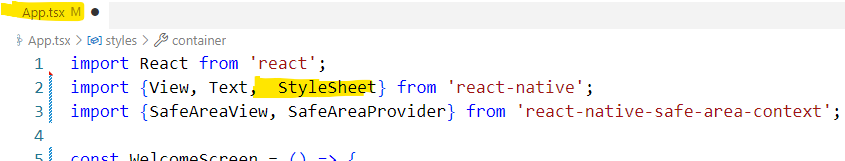 App.tsx M ●
App.tsx > styles > container
1 import React from 'react';
2 import {View, Text,  StyleSheet} from 'react-native';
3 import {SafeAreaView, SafeAreaProvider} from 'react-native-safe-area-context';
4
5 const WelcomeScreen = () => {